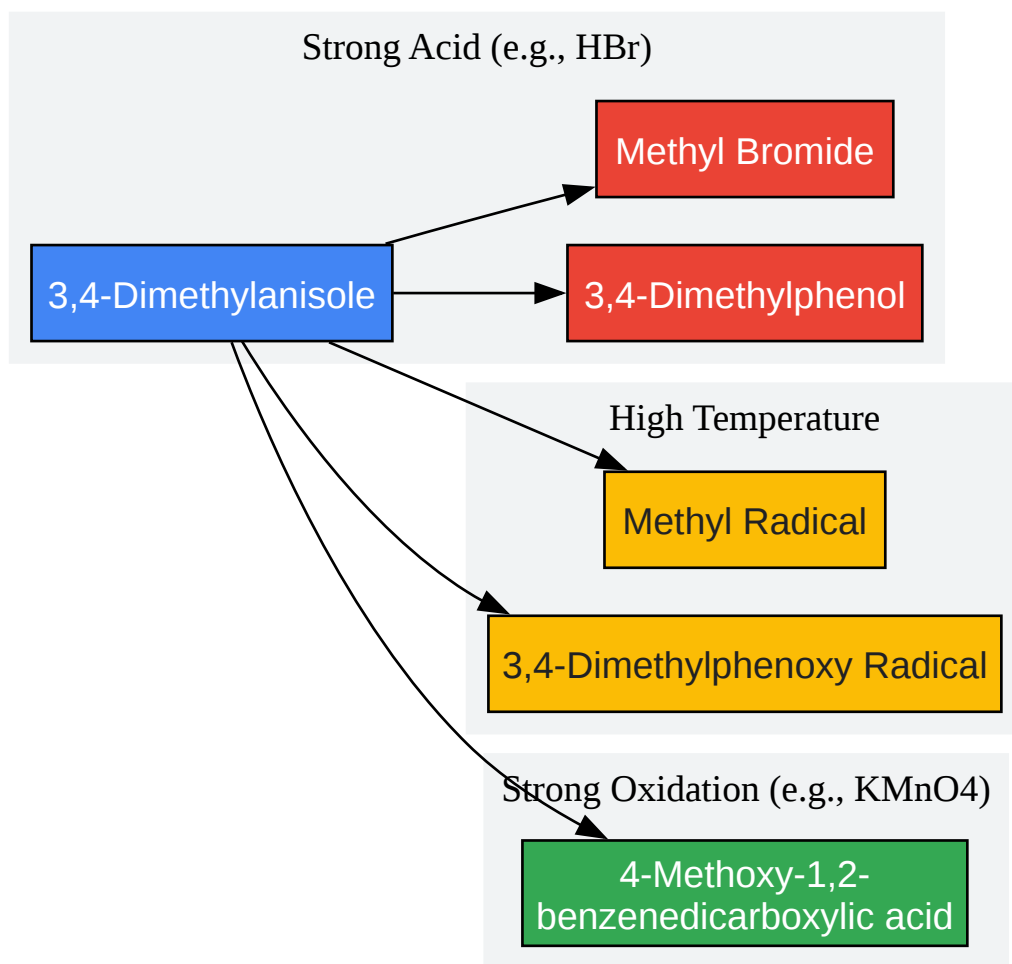 Strong Acid (e.g., HBr)
Methyl Bromide
3,4-Dimethylanisole
3,4-Dimethylphenol
High Temperature
Methyl Radical
3,4-Dimethylphenoxy Radical
Strong Oxidation (e.g., KMnO4)
4-Methoxy-1,2-
benzenedicarboxylic acid